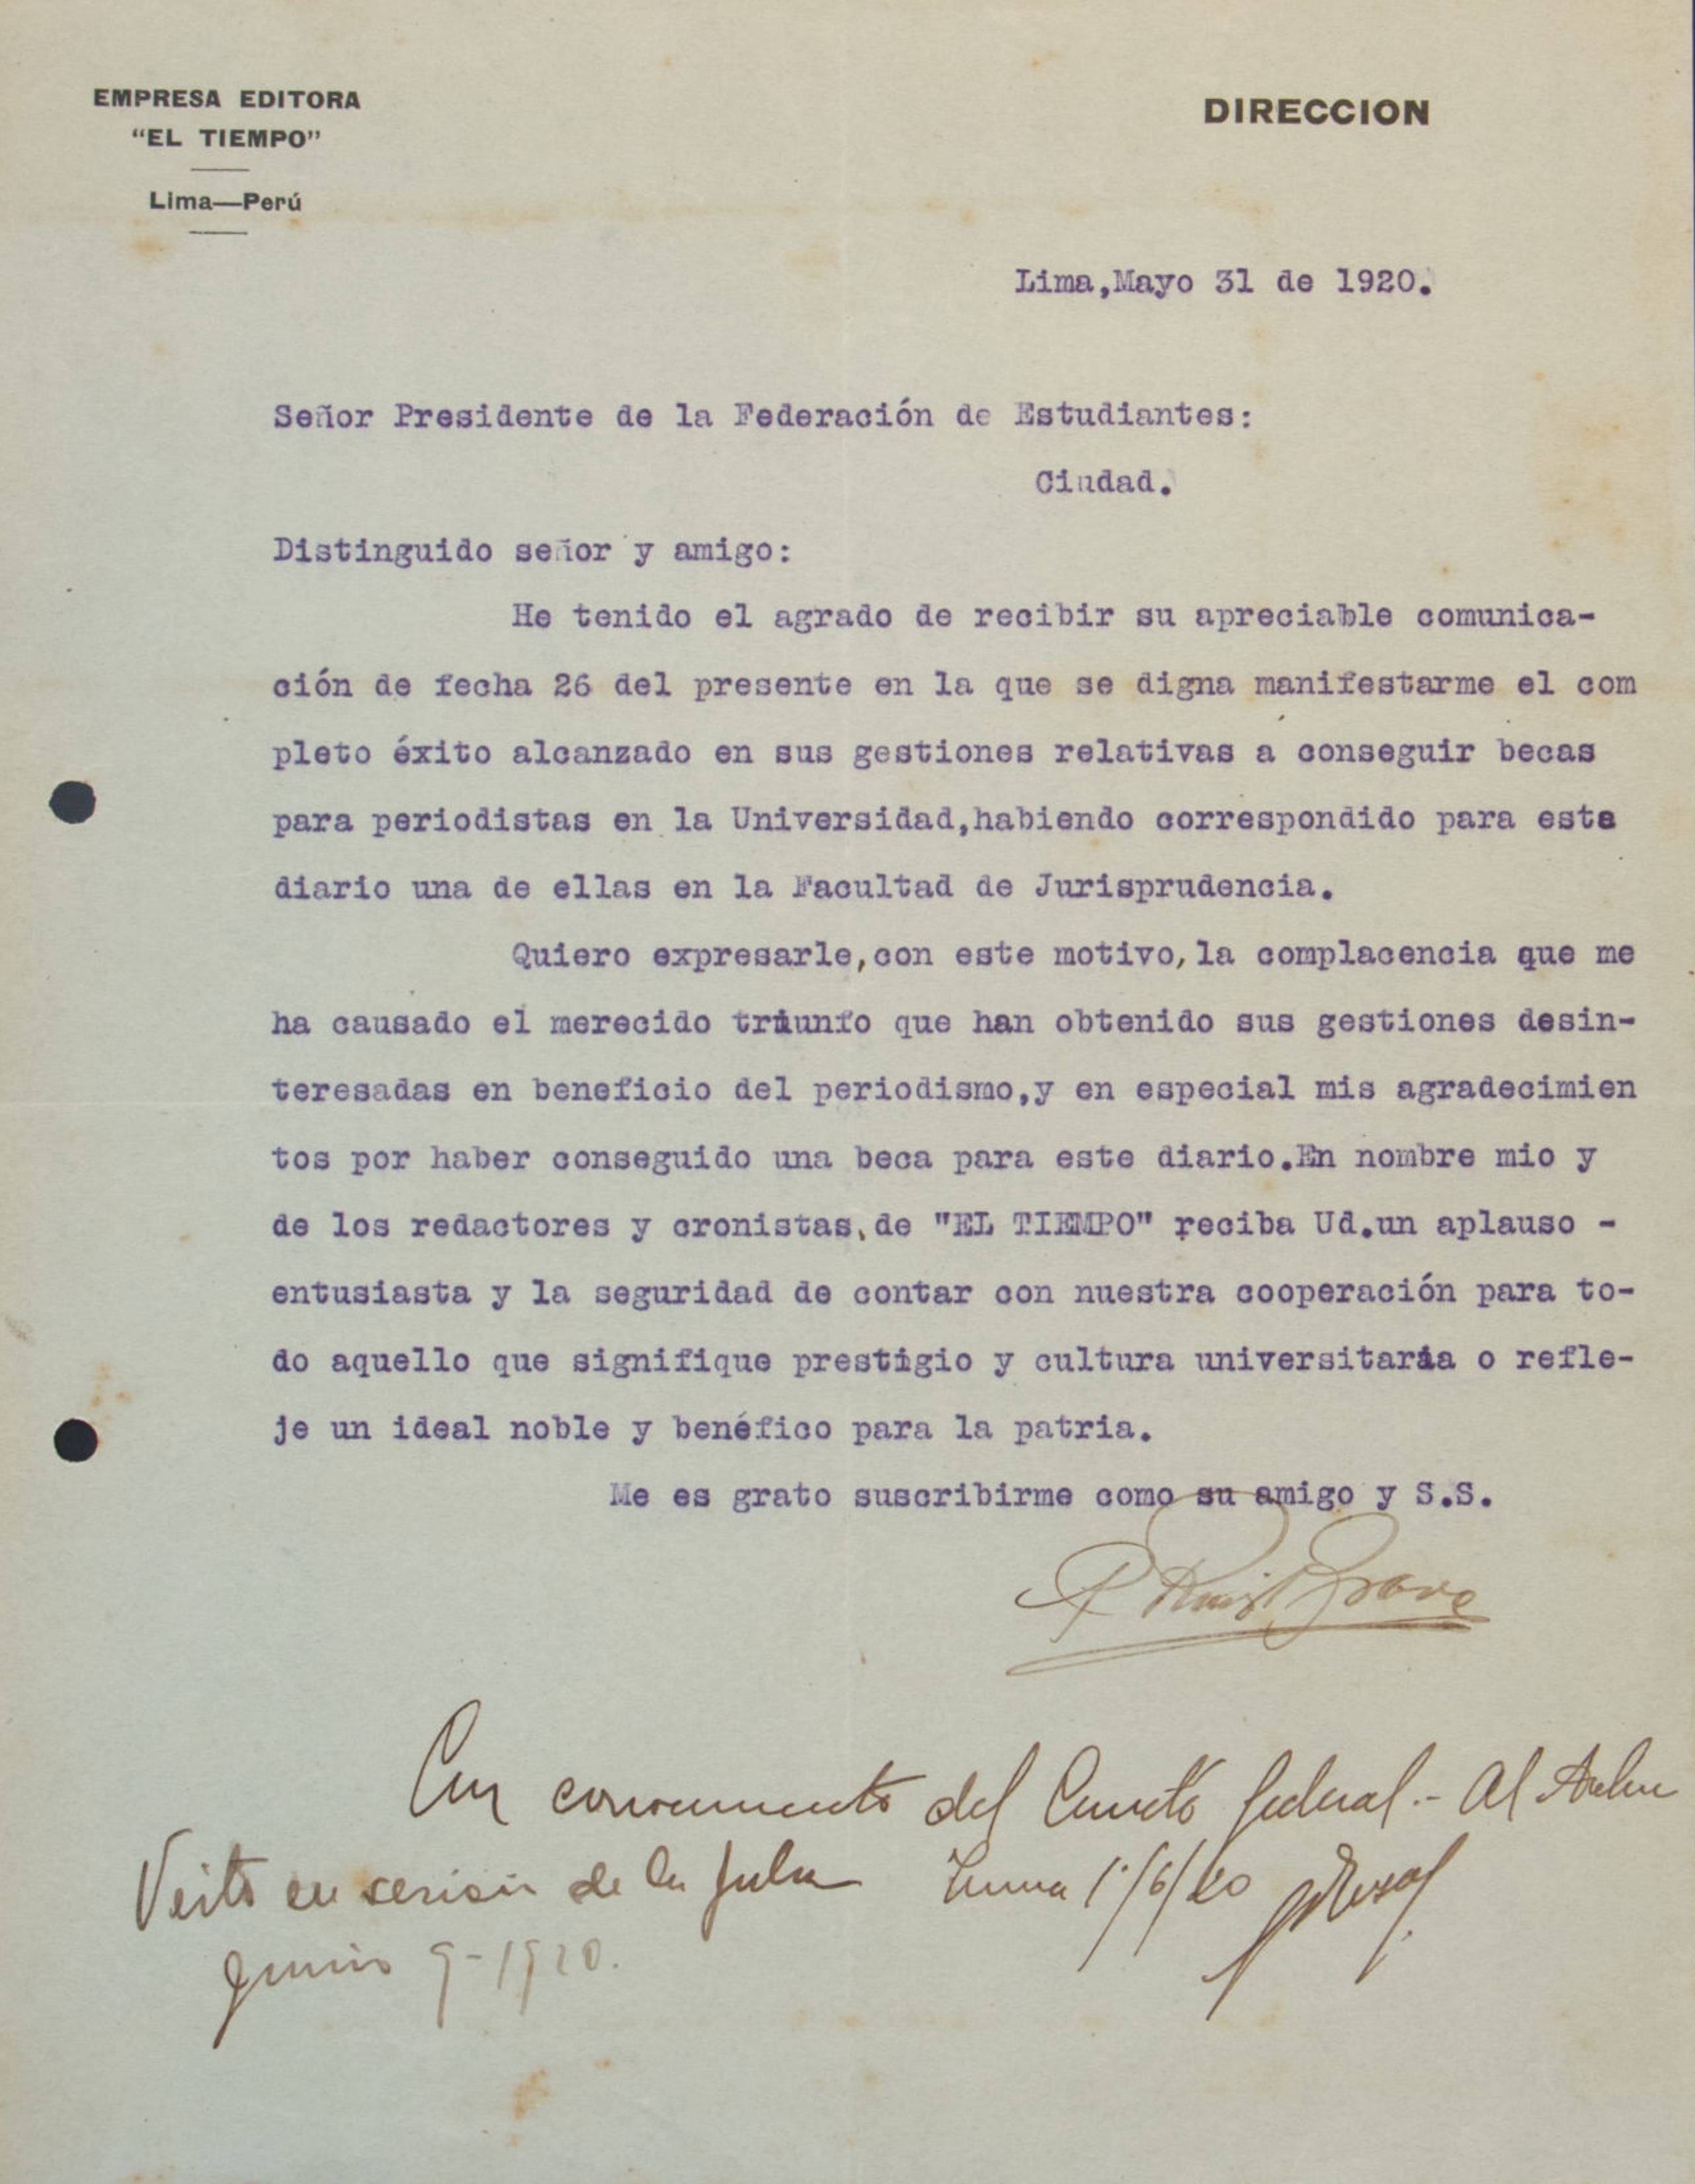 EMPRESA EDITORA
"EL TIEMPO"
Lima—Perú
DIRECCION
Lima,Mayo 31 de 1920.
Señor Presidente de la Federación de Estudiantes:
Ciudad.
Distinguido señor y amigo:
He tenido el agrado de recibir su apreciable comunica-
ción de fecha 26 del presente en la que se digna manifestarme el com
pleto éxito alcanzado en sus gestiones relativas á conseguir becas
para periodistas en la Universidad,habiendo correspondido para este
diario una de ellas en la Facultad de Jurisprudencia.
Quiero expresarle,con este motivo,la complacencia que me
ha causado el merecido triunfo que han obtenido sus gestiones desin-
teresadas en beneficio del periodismo,y en especial mis agradecimien
tos por haber conseguido una beca para este diario.En nombre mio y
de los redactores y cronistas,de "EL TIEMPO" reciba Ud.un aplauso -
entusiasta y la seguridad de contar con nuestra cooperación para to-
do aquello que signifique prestigio y cultura universitaria o refle-
je un ideal noble y benéfico para la patria.
Me es grato suscribirme como su amigo y S.S.
P. Ruiz Bravo
Con conocimiento del Comité federal.- Al
Visto en sesión de la 1°/6/20
Junio 9-1920.